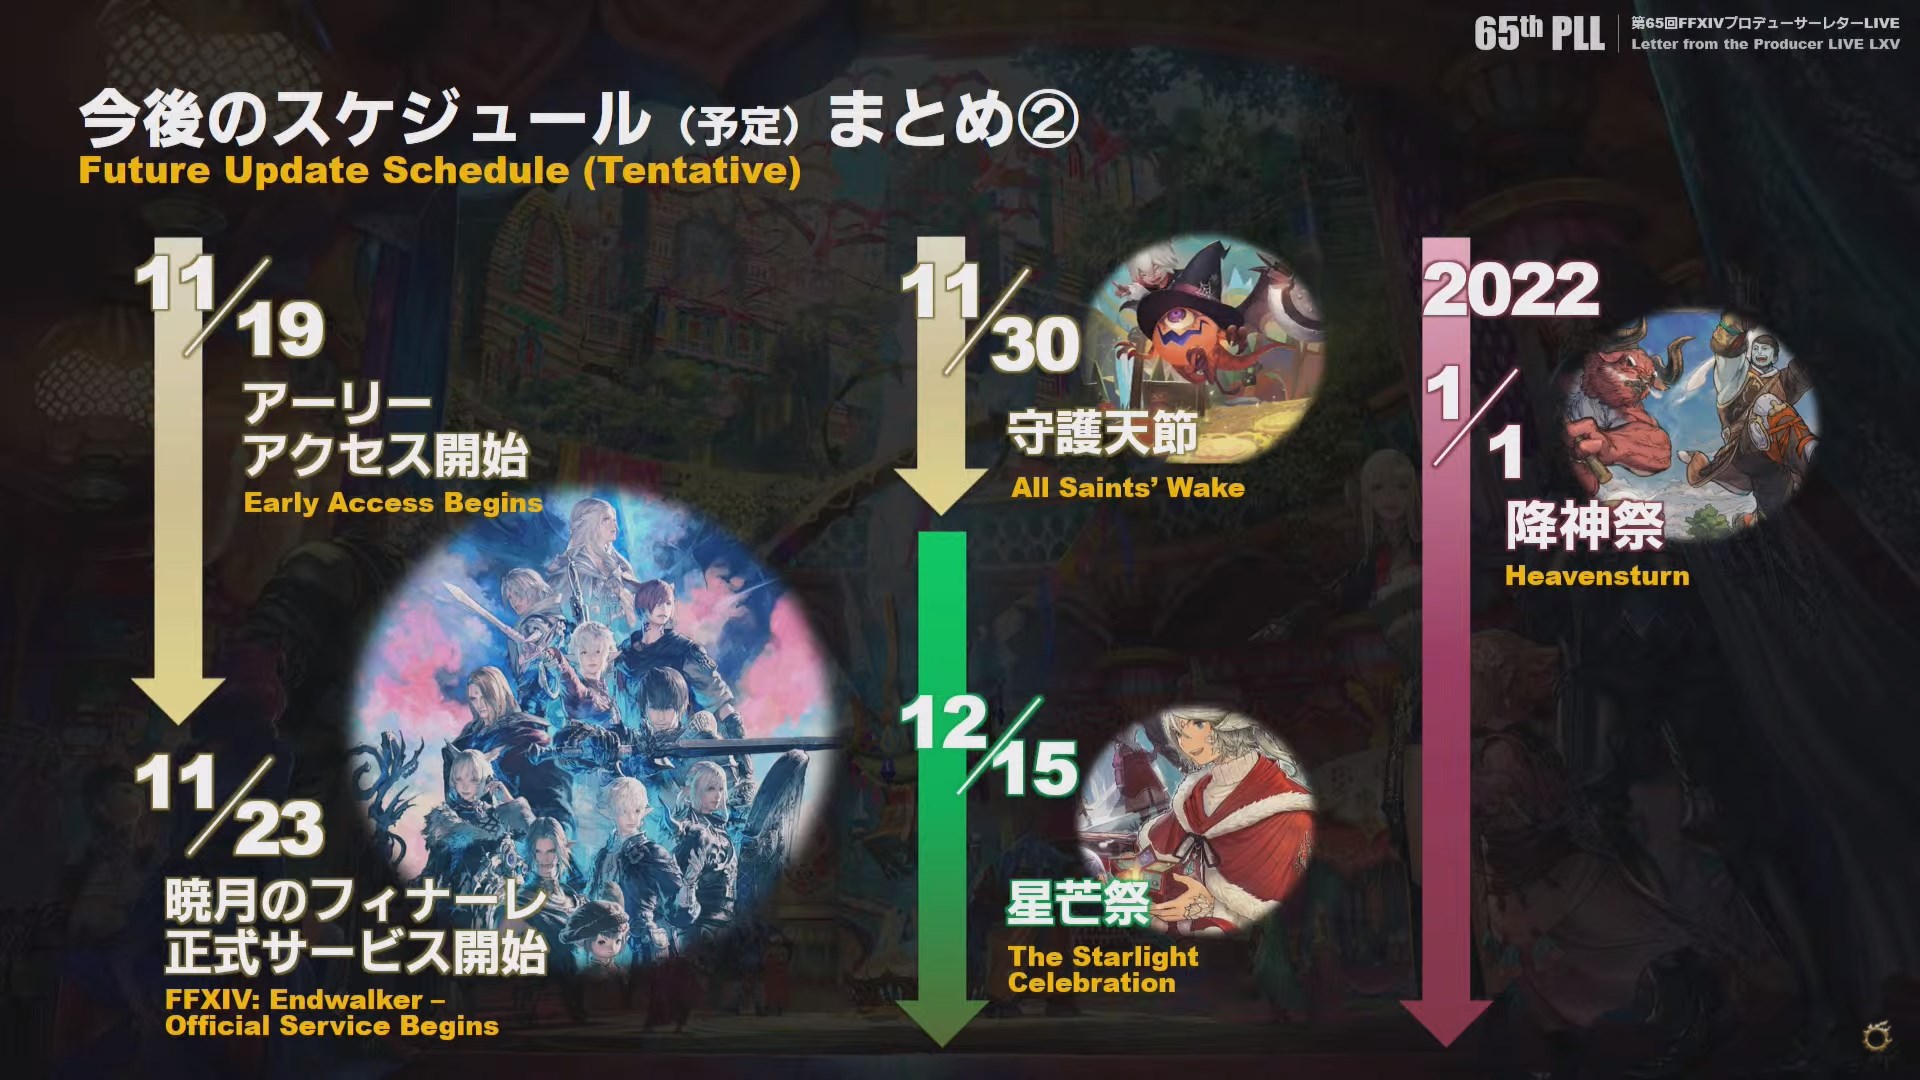 65th PLL
第65回FFXIVプロデューサーレターLIVE
Letter from the Producer LIVE LXV
今後のスケジュール（予定）まとめ②
Future Update Schedule (Tentative)
11/19
アーリー
アクセス開始
Early Access Begins
11/23
暁月のフィナーレ
正式サービス開始
FFXIV: Endwalker –
Official Service Begins
11/30
守護天節
All Saints’ Wake
12/15
星芒祭
The Starlight
Celebration
2022
1/1
降神祭
Heavensturn